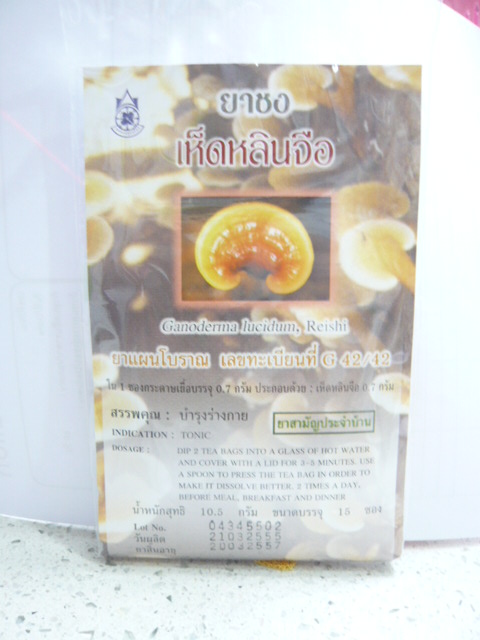 ยาชง
เห็ดหลินจือ
Ganoderma lucidum, Reishi
ยาแผนโบราณ เลขทะเบียนที่ G 42/42
ใน 1 ซองกระดาษเยื่อบรรจุ 0.7 กรัม ประกอบด้วย : เห็ดหลินจือ 0.7 กรัม
สรรพคุณ : บำรุงร่างกาย
ยาสามัญประจำบ้าน
INDICATION : TONIC
DOSAGE : DIP 2 TEA BAGS INTO A GLASS OF HOT WATER
AND COVER WITH A LID FOR 3-5 MINUTES. USE
A SPOON TO PRESS THE TEA BAG IN ORDER TO
MAKE IT DISSOLVE BETTER. 2 TIMES A DAY,
BEFORE MEAL, BREAKFAST AND DINNER
น้ำหนักสุทธิ 10.5 กรัม ขนาดบรรจุ 15 ซอง
Lot No. 04345502
วันผลิต 21032555
ยาสิ้นอายุ 20032557